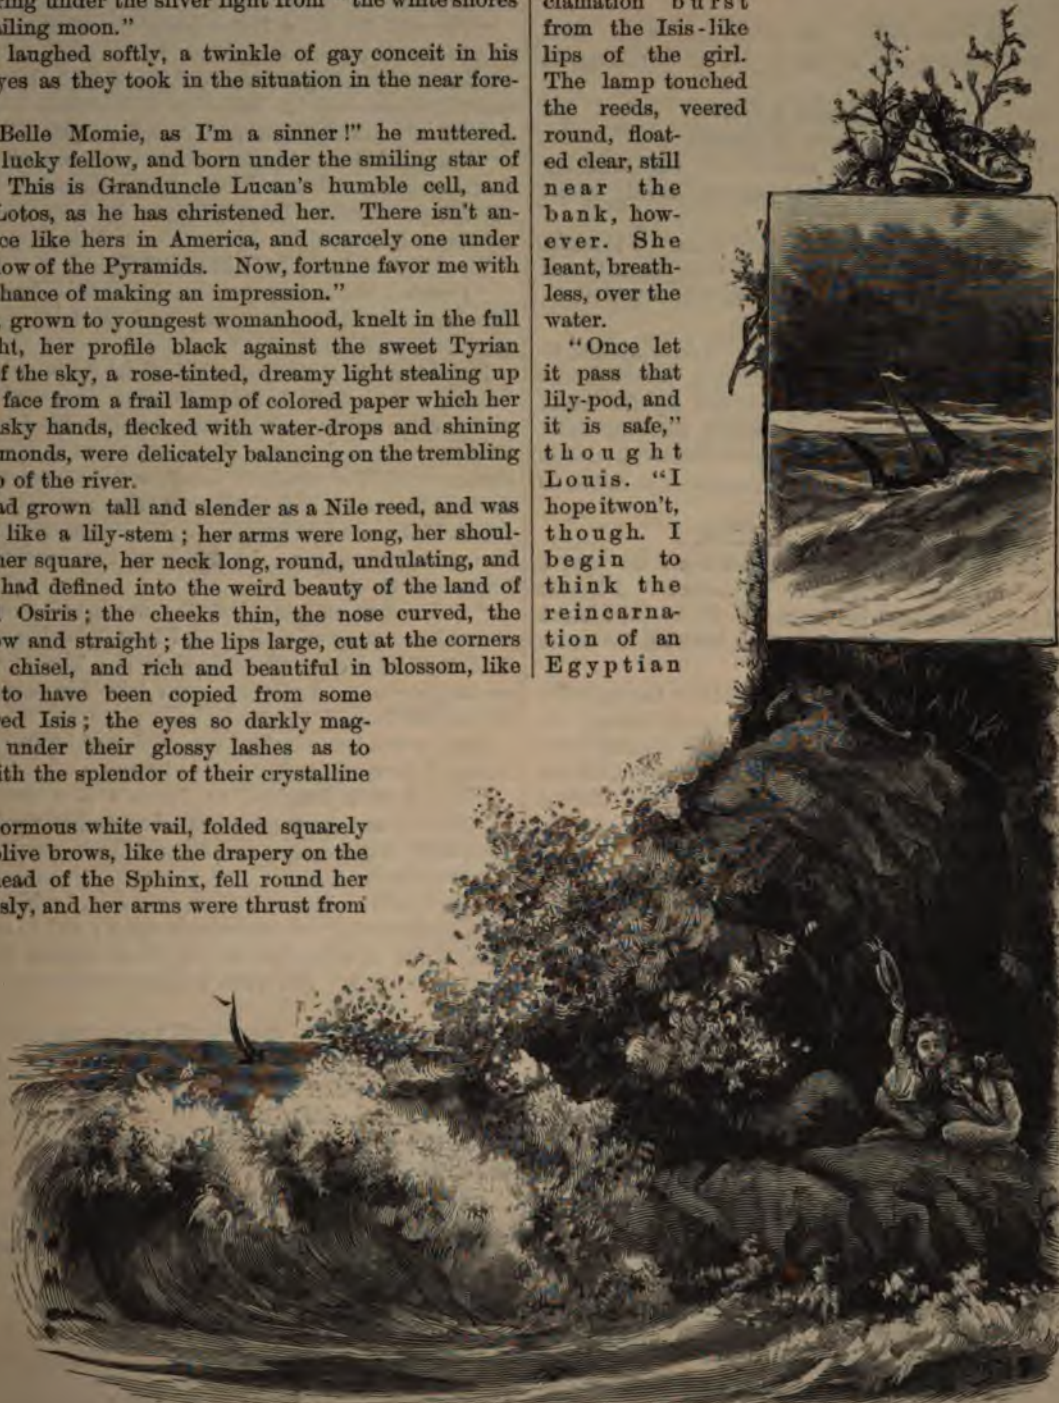 under the silver light from "the white shores
ailing moon."
laughed softly, a twinkle of gay conceit in his
yes as they took in the situation in the near fore-
Belle Momie, as I'm a sinner!" he muttered.
lucky fellow, and born under the smiling star of
This is Granduncle Lucan's humble cell, and
Lotos, as he has christened her. There isn't an-
ce like hers in America, and scarcely one under
ow of the Pyramids. Now, fortune favor me with
hance of making an impression."
grown to youngest womanhood, knelt in the full
ht, her profile black against the sweet Tyrian
f the sky, a rose-tinted, dreamy light stealing up
face from a frail lamp of colored paper which her
sky hands, flecked with water-drops and shining
monds, were delicately balancing on the trembling
of the river.
ad grown tall and slender as a Nile reed, and was
like a lily-stem; her arms were long, her shoul-
her square, her neck long, round, undulating, and
had defined into the weird beauty of the land of
Osiris; the cheeks thin, the nose curved, the
ow and straight; the lips large, cut at the corners
chisel, and rich and beautiful in blossom, like
to have been copied from some
ed Isis; the eyes so darkly mag-
under their glossy lashes as to
ith the splendor of their crystalline
ormous white vail, folded squarely
olive brows, like the drapery on the
ead of the Sphinx, fell round her
sly, and her arms were thrust from
clamation burst
from the Isis-like
lips of the girl.
The lamp touched
the reeds, veered
round, float-
ed clear, still
near the
bank, how-
ever. She
leant, breath-
less, over the
water.
"Once let
it pass that
lily-pod, and
it is safe,"
thought
Louis. "I
hope it won't,
though. I
begin to
think the
reincarna-
tion of an
Egyptian